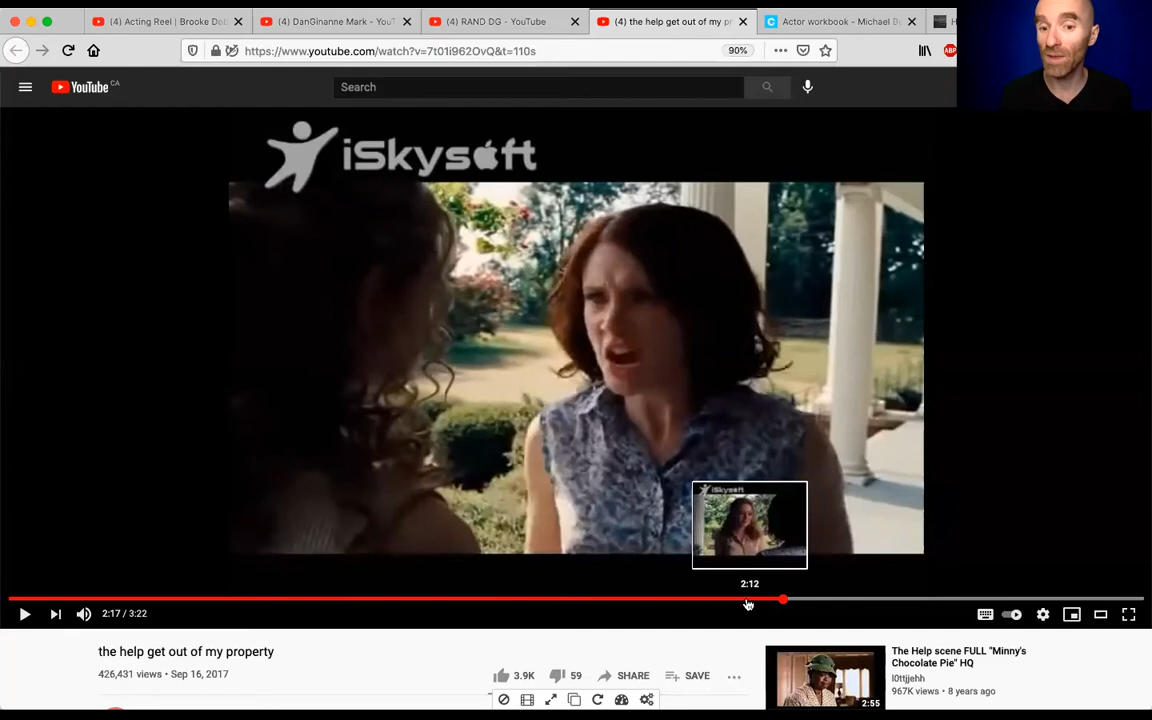 (4) Acting Reel | Brooke Do
(4) DanGinanne Mark - YouT
(4) RAND DG - YouTube
(4) the help get out of my pr
Actor workbook - Michael B
https://www.youtube.com/watch?v=7t01i962OvQ&t=110s
90%
ABP
YouTube CA
Search
iSkysoft
iSkysoft
2:12
2:17 / 3:22
the help get out of my property
426,431 views • Sep 16, 2017
3.9K
59
SHARE
SAVE
The Help scene FULL "Minny's
Chocolate Pie" HQ
l0ttjjehh
967K views • 8 years ago
2:55